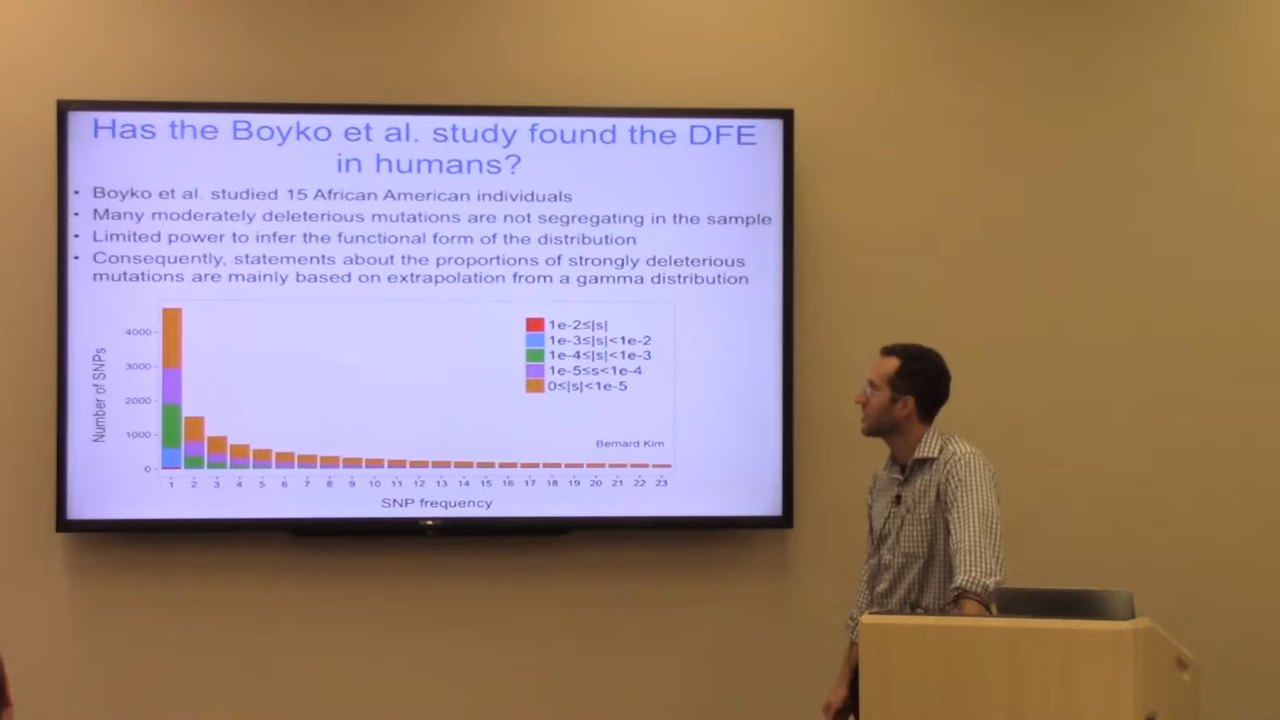 Has the Boyko et al. study found the DFE
in humans?
• Boyko et al. studied 15 African American individuals
• Many moderately deleterious mutations are not segregating in the sample
• Limited power to infer the functional form of the distribution
• Consequently, statements about the proportions of strongly deleterious
mutations are mainly based on extrapolation from a gamma distribution
Number of SNPs
4000
3000
2000
1000
0
1e-2≤|s|
1e-3≤|s|<1e-2
1e-4≤|s|<1e-3
1e-5≤s<1e-4
0≤|s|<1e-5
Bernard Kim
1 2 3 4 5 6 7 8 9 10 11 12 13 14 15 16 17 18 19 20 21 22 23
SNP frequency